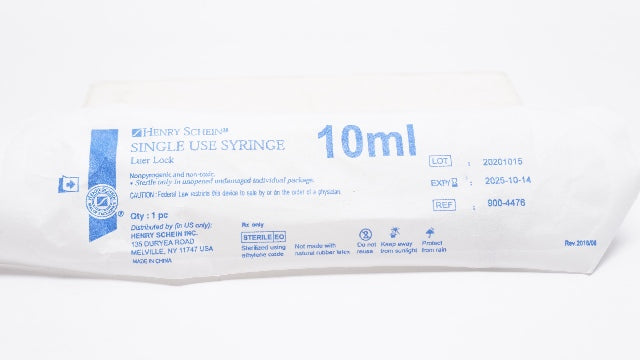 HENRY SCHEIN®
SINGLE USE SYRINGE
Luer Lock
10ml
Nonpyrogenic and non-toxic.
• Sterile only in unopened undamaged individual package.
CAUTION: Federal Law restricts this device to sale by or on the order of a physician.
LOT : 20201015
EXP/ : 2025-10-14
REF : 900-4476
Qty : 1 pc
Distributed by (in US only):
HENRY SCHEIN INC.
135 DURYEA ROAD
MELVILLE, NY 11747 USA
MADE IN CHINA
Rx only
STERILE EO
Sterilized using
ethylene oxide
Not made with
natural rubber latex
Do not
reuse
Keep away
from sunlight
Protect
from rain